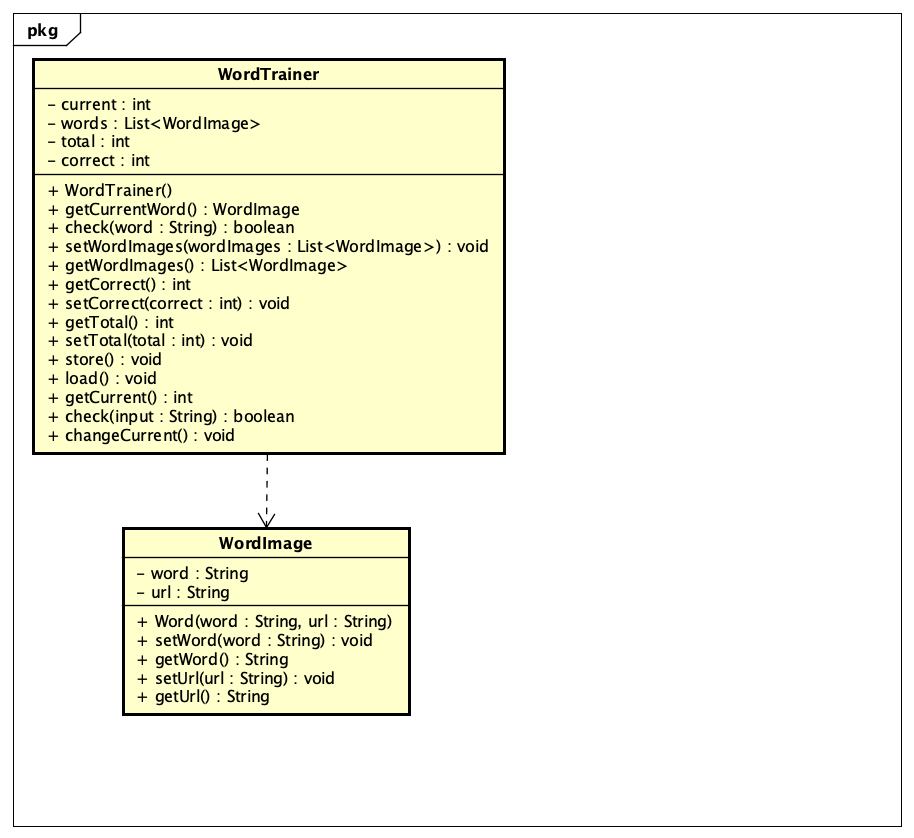 pkg
WordTrainer
– current : int
– words : List<WordImage>
– total : int
– correct : int
+ WordTrainer()
+ getCurrentWord() : WordImage
+ check(word : String) : boolean
+ setWordImages(wordImages : List<WordImage>) : void
+ getWordImages() : List<WordImage>
+ getCorrect() : int
+ setCorrect(correct : int) : void
+ getTotal() : int
+ setTotal(total : int) : void
+ store() : void
+ load() : void
+ getCurrent() : int
+ check(input : String) : boolean
+ changeCurrent() : void
WordImage
– word : String
– url : String
+ Word(word : String, url : String)
+ setWord(word : String) : void
+ getWord() : String
+ setUrl(url : String) : void
+ getUrl() : String